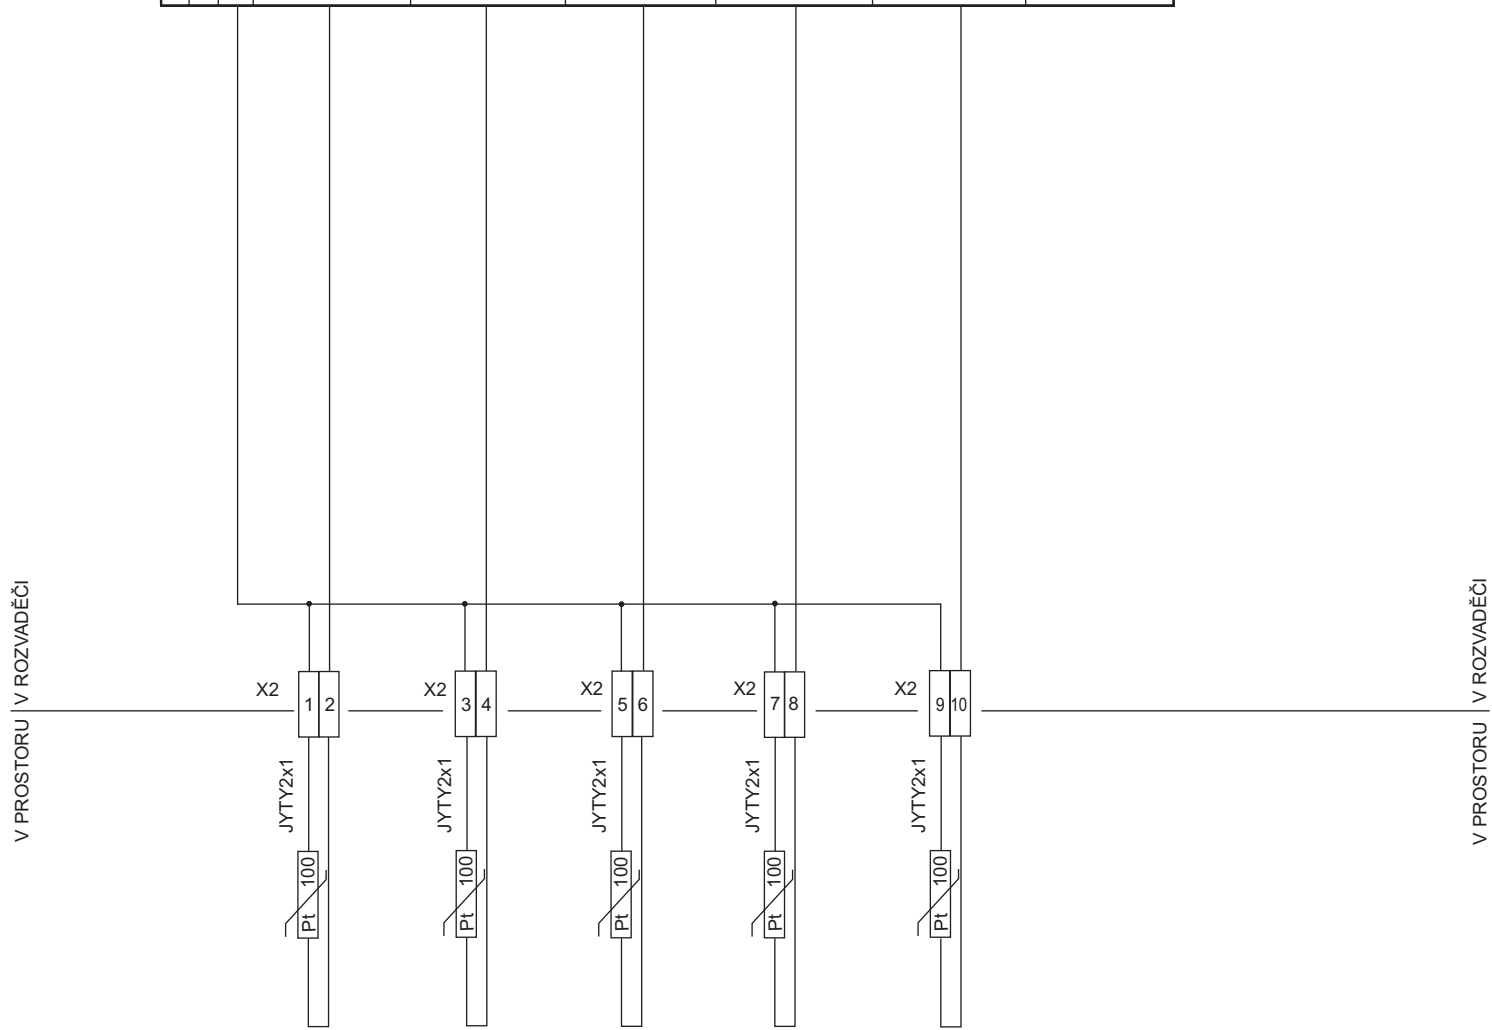 V ROZVADĚČI
V ROZVADĚČI
X2
1 2
X2
3 4
X2
5 6
X2
7 8
X2
9 10
V PROSTORU
V PROSTORU
JYTY2x1
JYTY2x1
JYTY2x1
JYTY2x1
JYTY2x1
Pt 100
Pt 100
Pt 100
Pt 100
Pt 100